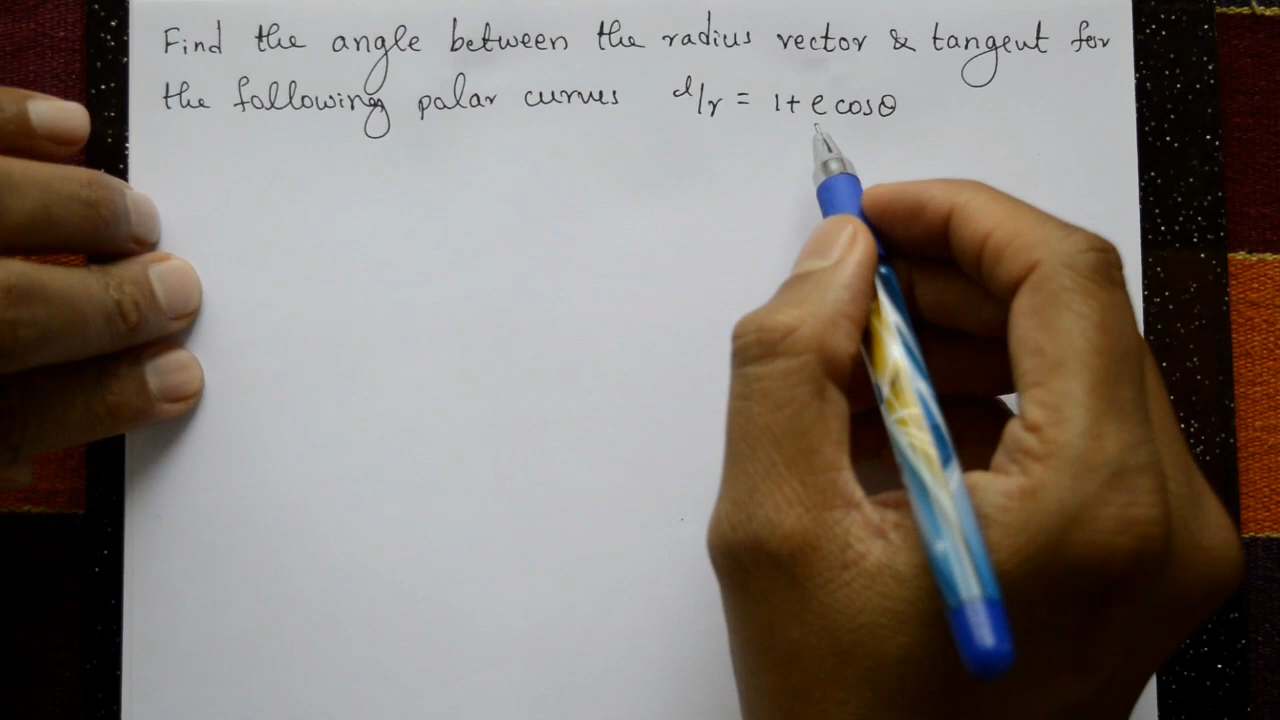 Find the angle between the radius vector & tangent for
the following polar curves l/r = 1 + e cosθ